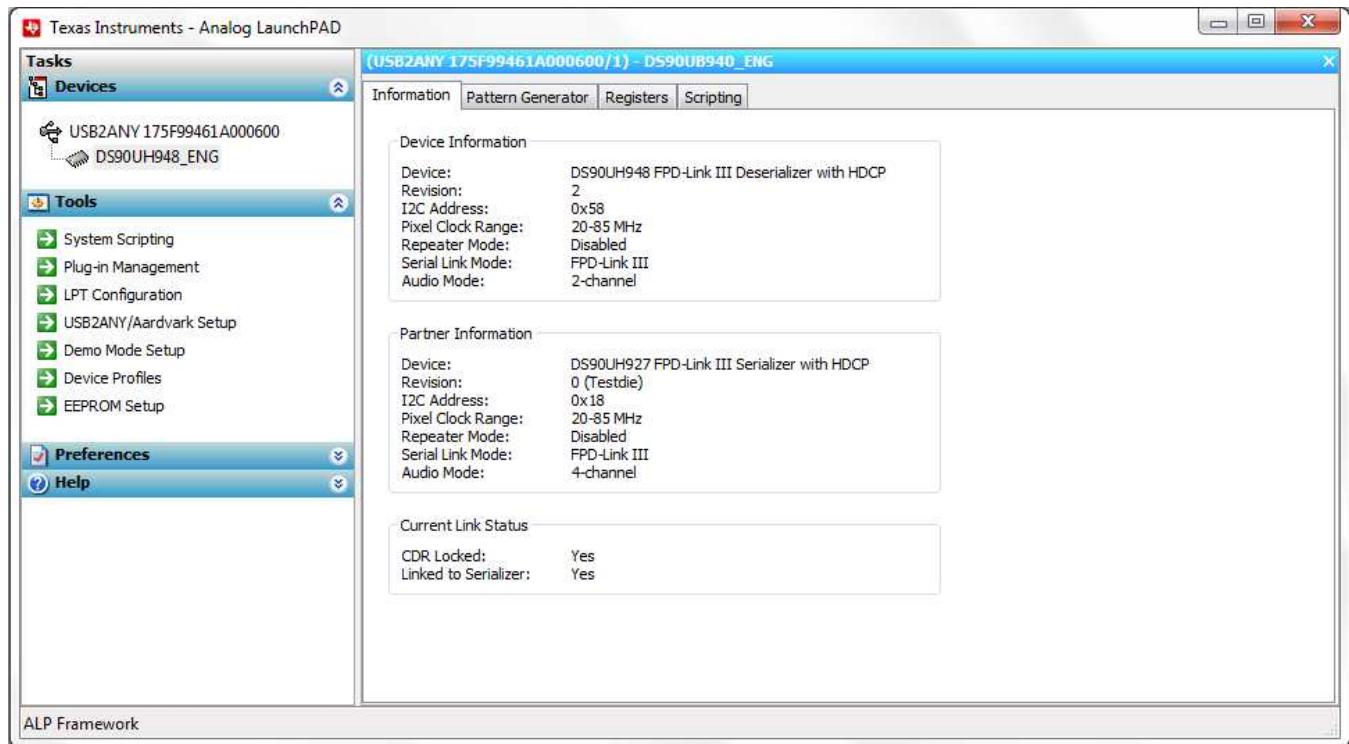 Texas Instruments - Analog LaunchPAD
Tasks
Devices
USB2ANY 175F99461A000600
DS90UH948_ENG
Tools
System Scripting
Plug-in Management
LPT Configuration
USB2ANY/Aardvark Setup
Demo Mode Setup
Device Profiles
EEPROM Setup
Preferences
Help
(USB2ANY 175F99461A000600/1) - DS90UB940_ENG
Information Pattern Generator Registers Scripting
Device Information
Device: DS90UH948 FPD-Link III Deserializer with HDCP
Revision: 2
I2C Address: 0x58
Pixel Clock Range: 20-85 MHz
Repeater Mode: Disabled
Serial Link Mode: FPD-Link III
Audio Mode: 2-channel
Partner Information
Device: DS90UH927 FPD-Link III Serializer with HDCP
Revision: 0 (Testdie)
I2C Address: 0x18
Pixel Clock Range: 20-85 MHz
Repeater Mode: Disabled
Serial Link Mode: FPD-Link III
Audio Mode: 4-channel
Current Link Status
CDR Locked: Yes
Linked to Serializer: Yes
ALP Framework